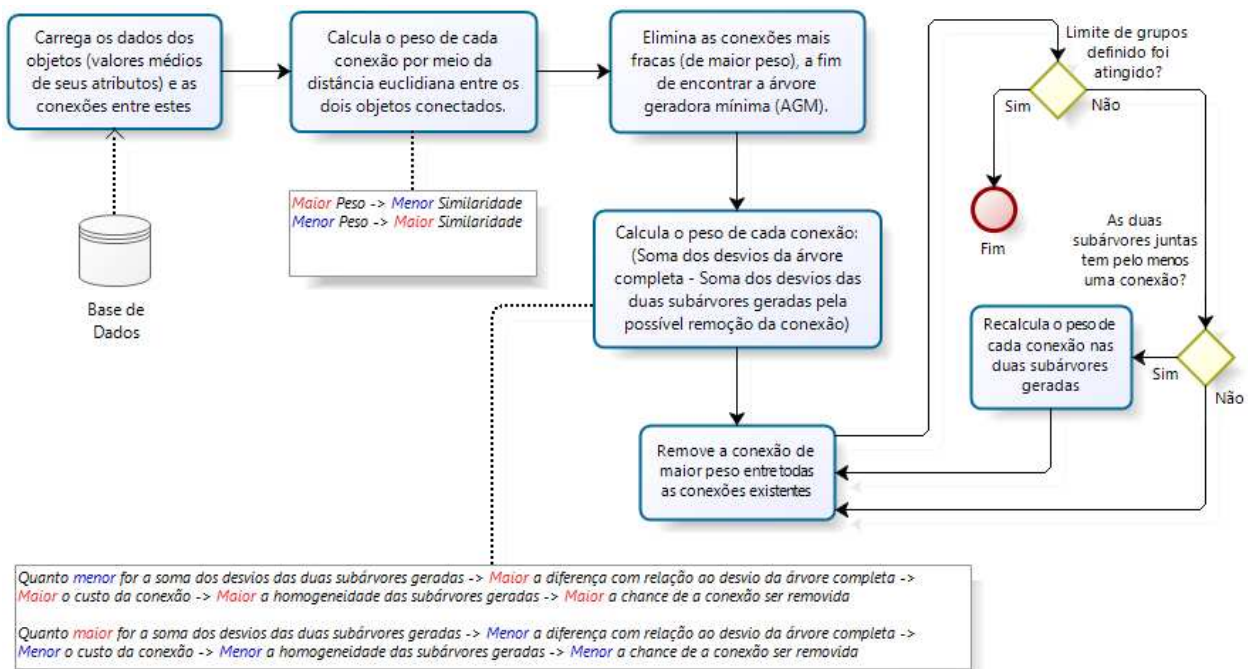 Carrega os dados dos
objetos (valores médios
de seus atributos) e as
conexões entre estes
Calcula o peso de cada
conexão por meio da
distância euclidiana entre os
dois objetos conectados.
Elimina as conexões mais
fracas (de maior peso), a fim
de encontrar a árvore
geradora mínima (AGM).
Limite de grupos
definido foi
atingido?
Sim
Não
Maior Peso -> Menor Similaridade
Menor Peso -> Maior Similaridade
Base de
Dados
Calcula o peso de cada conexão:
(Soma dos desvios da árvore
completa - Soma dos desvios das
duas subárvores geradas pela
possível remoção da conexão)
Fim
As duas
subárvores juntas
tem pelo menos
uma conexão?
Recalcula o peso de
cada conexão nas
duas subárvores
geradas
Sim
Não
Remove a conexão de
maior peso entre todas
as conexões existentes
Quanto menor for a soma dos desvios das duas subárvores geradas -> Maior a diferença com relação ao desvio da árvore completa ->
Maior o custo da conexão -> Maior a homogeneidade das subárvores geradas -> Maior a chance de a conexão ser removida
Quanto maior for a soma dos desvios das duas subárvores geradas -> Menor a diferença com relação ao desvio da árvore completa ->
Menor o custo da conexão -> Menor a homogeneidade das subárvores geradas -> Menor a chance de a conexão ser removida